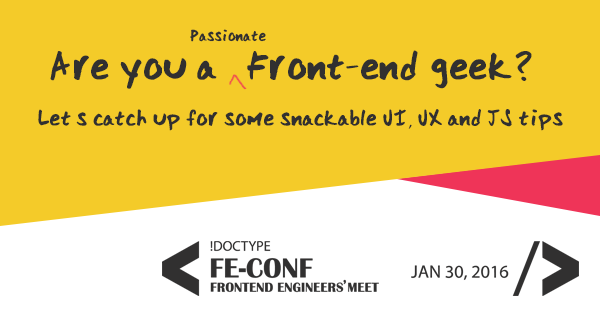 Passionate
Are you a ^ Front-end geek?
Let s catch up for some snackable UI, UX and JS tips
< !DOCTYPE
FE-CONF
FRONTEND ENGINEERS'MEET
JAN 30, 2016 />